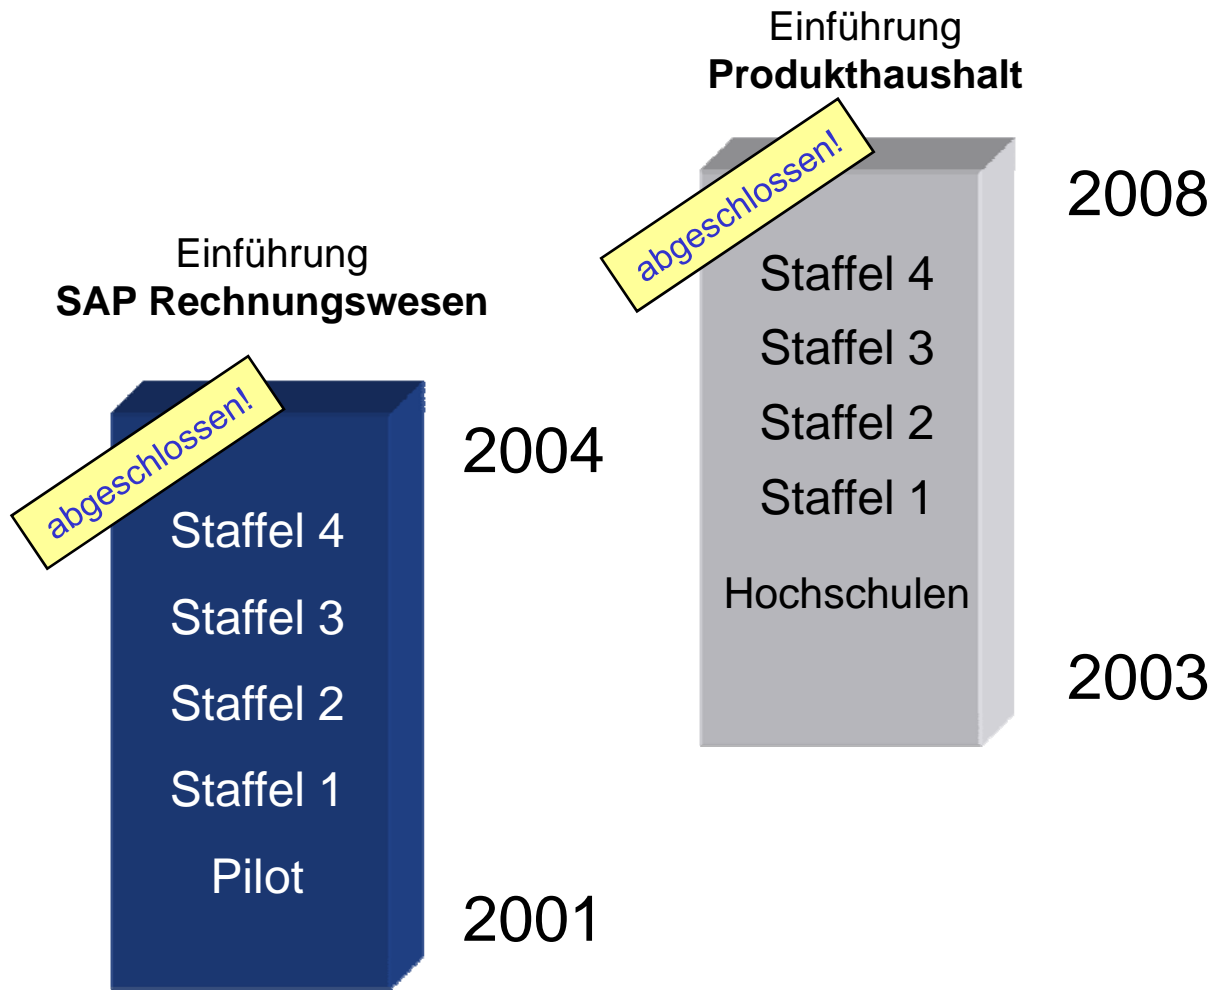 Einführung
SAP Rechnungswesen
abgeschlossen!
2004
Staffel 4
Staffel 3
Staffel 2
Staffel 1
Pilot
2001
Einführung
Produkthaushalt
abgeschlossen!
2008
Staffel 4
Staffel 3
Staffel 2
Staffel 1
Hochschulen
2003